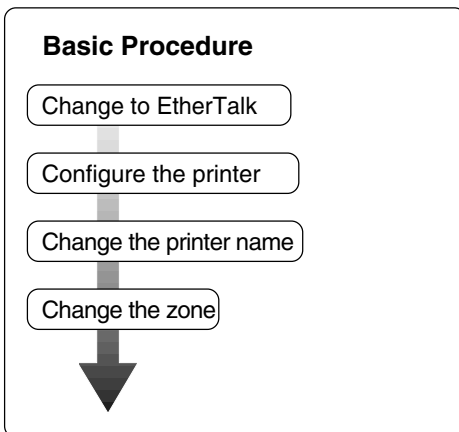 Basic Procedure
Change to EtherTalk
Configure the printer
Change the printer name
Change the zone